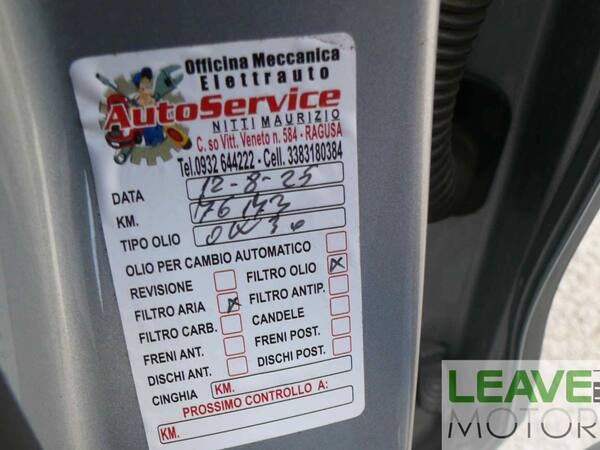 Officina Meccanica
Elettrauto
AutoService
NITTI MAURIZIO
C. so Vitt. Veneto n. 584 - RAGUSA
Tel.0932 644222 - Cell. 3383180384
DATA 12-8-25
KM. 176173
TIPO OLIO 0W30
OLIO PER CAMBIO AUTOMATICO
REVISIONE FILTRO OLIO X
FILTRO ARIA X FILTRO ANTIP.
FILTRO CARB. CANDELE
FRENI ANT. FRENI POST.
DISCHI ANT. DISCHI POST.
CINGHIA KM.
PROSSIMO CONTROLLO A:
KM.
LEAVE
MOTOR